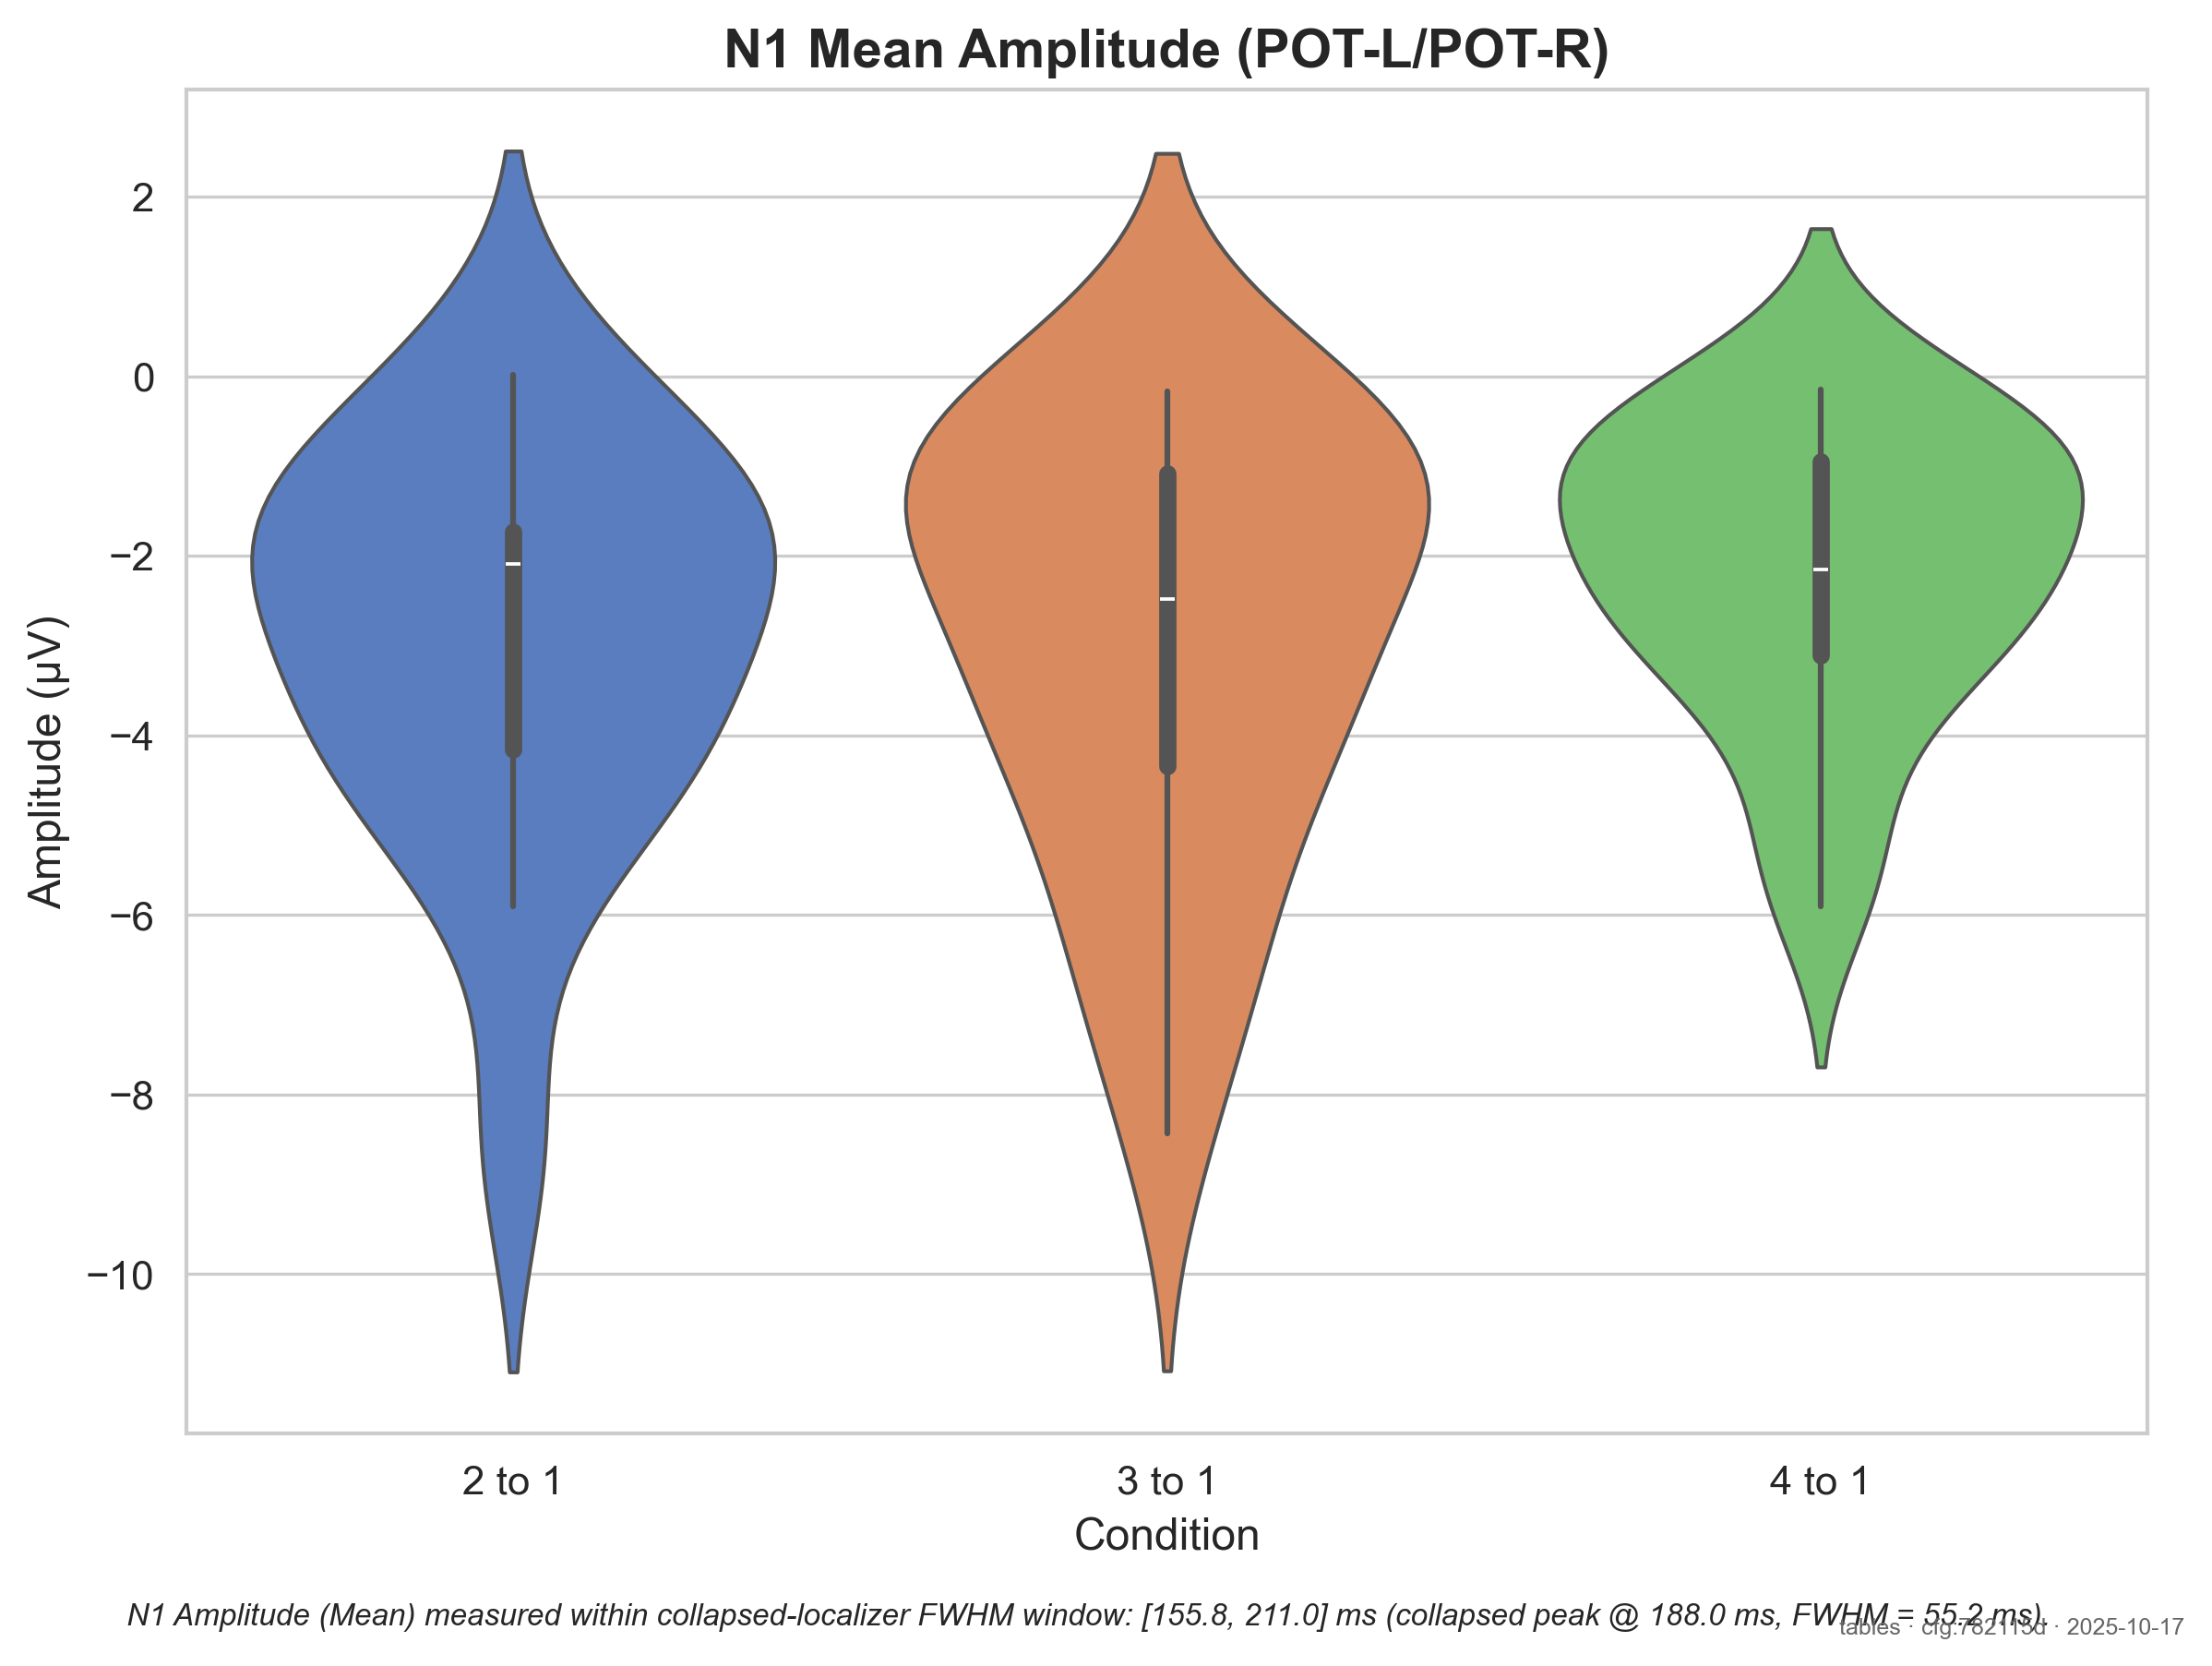 N1 Mean Amplitude (POT-L/POT-R)
Amplitude (µV)
2
0
−2
−4
−6
−8
−10
2 to 1
3 to 1
4 to 1
Condition
N1 Amplitude (Mean) measured within collapsed-localizer FWHM window: [155.8, 211.0] ms (collapsed peak @ 188.0 ms, FWHM = 55.2 ms).
tables · cfg:782115d · 2025-10-17